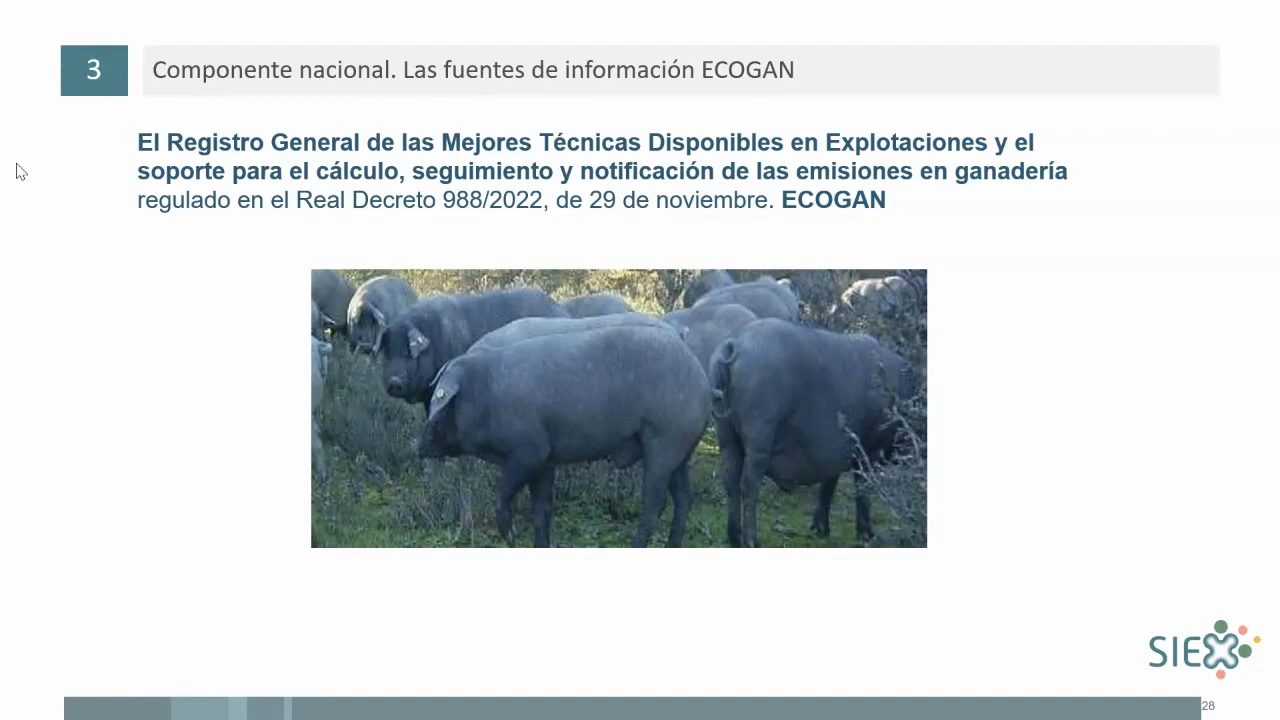 3
Componente nacional. Las fuentes de información ECOGAN
El Registro General de las Mejores Técnicas Disponibles en Explotaciones y el
soporte para el cálculo, seguimiento y notificación de las emisiones en ganadería
regulado en el Real Decreto 988/2022, de 29 de noviembre. ECOGAN
SIEX
28